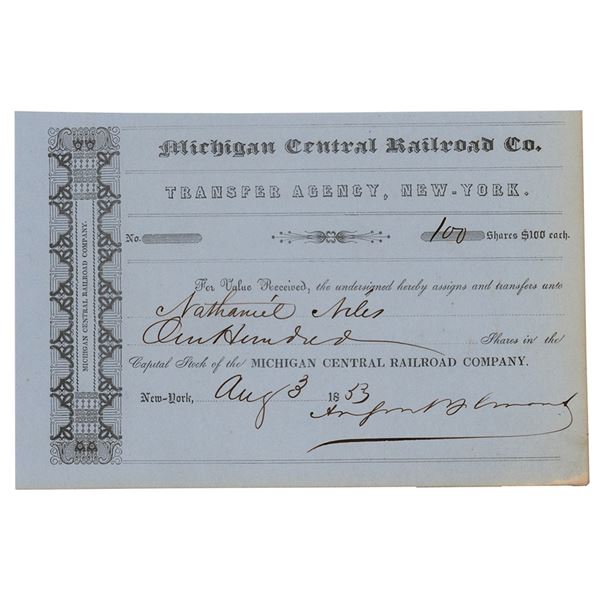 MICHIGAN CENTRAL RAILROAD COMPANY.
Michigan Central Railroad Co.
TRANSFER AGENCY, NEW-YORK.
No. 100 Shares $100 each.
For Value Received, the undersigned hereby assigns and transfers unto
Nathaniel Niles
One Hundred Shares in the
Capital Stock of the MICHIGAN CENTRAL RAILROAD COMPANY.
New-York, Aug 3 1853